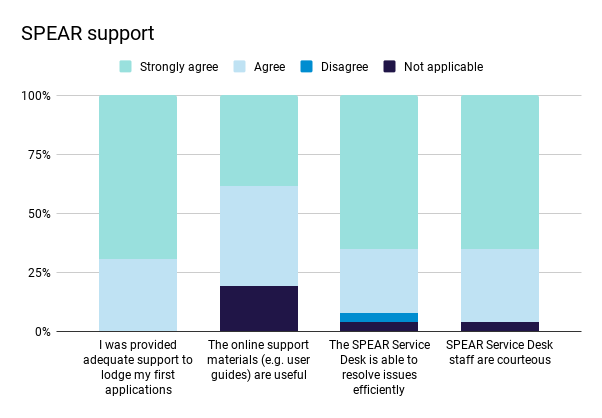 SPEAR support
Strongly agree
Agree
Disagree
Not applicable
100%
75%
50%
25%
0%
I was provided
adequate support to
lodge my first
applications
The online support
materials (e.g. user
guides) are useful
The SPEAR Service
Desk is able to
resolve issues
efficiently
SPEAR Service Desk
staff are courteous